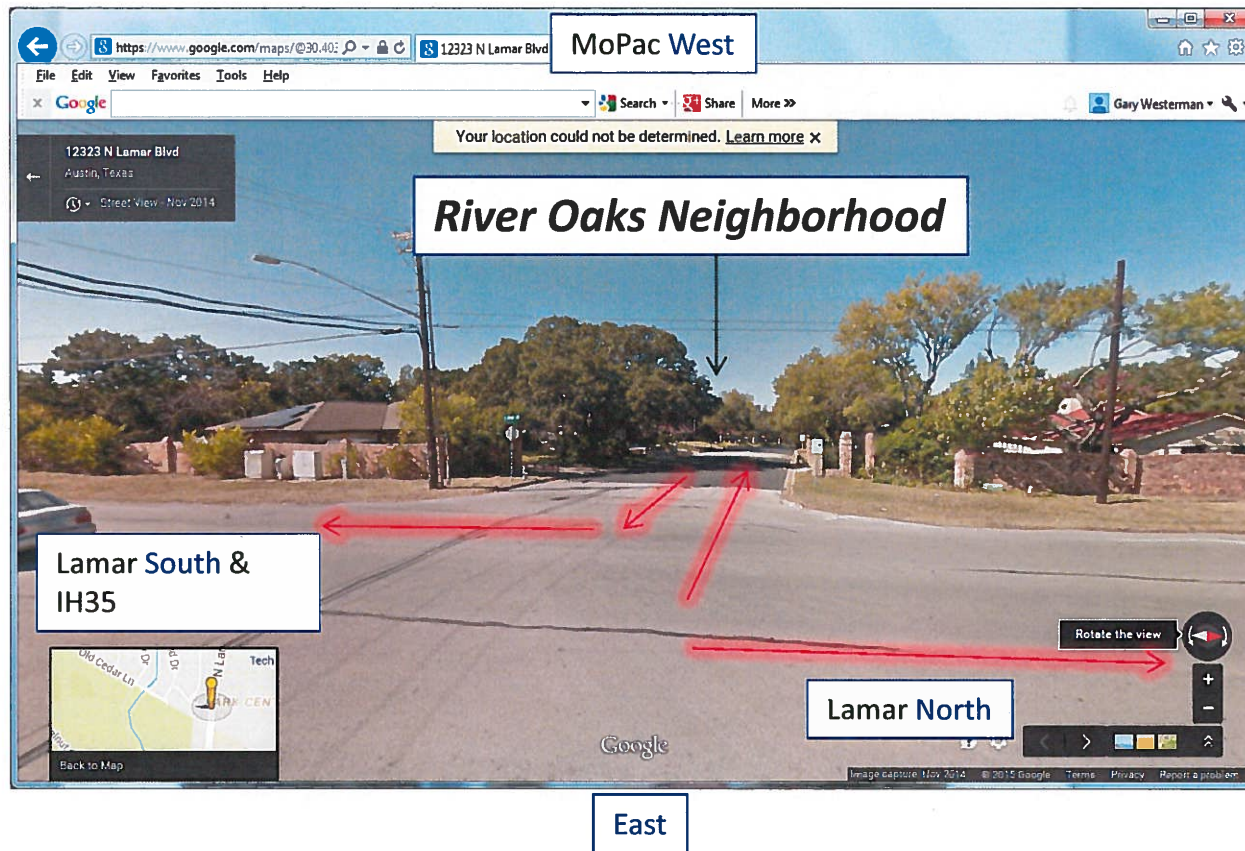 MoPac West
https://www.google.com/maps/@30.40
12323 N Lamar Blvd
File Edit View Favorites Tools Help
x Google
Search
Share
More »
Gary Westerman
Your location could not be determined. Learn more ×
12323 N Lamar Blvd
Austin, Texas
Street View - Nov 2014
River Oaks Neighborhood
Lamar South &
IH35
Rotate the view
Old Cedar Ln
N La
Tech
Back to Map
Lamar North
+
−
Google
Image capture: Nov 2014 © 2015 Google Terms Privacy Report a problem
East